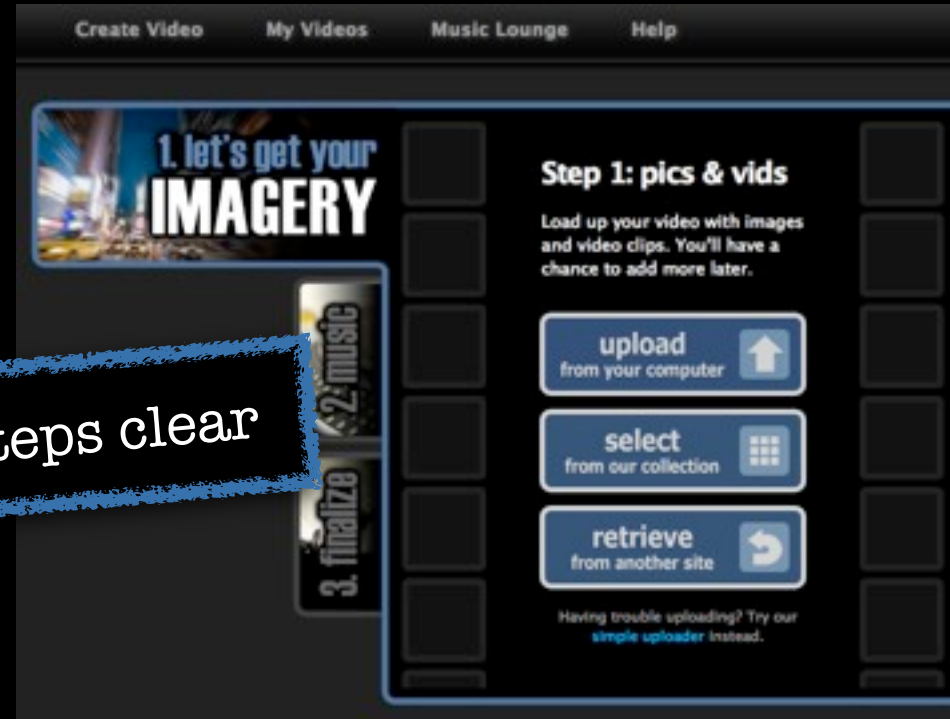 Create Video My Videos Music Lounge Help
1. let's get your
IMAGERY
Step 1: pics & vids
Load up your video with images
and video clips. You'll have a
chance to add more later.
upload
from your computer
select
from our collection
retrieve
from another site
Having trouble uploading? Try our
simple uploader instead.
2. music
3. finalize
clear